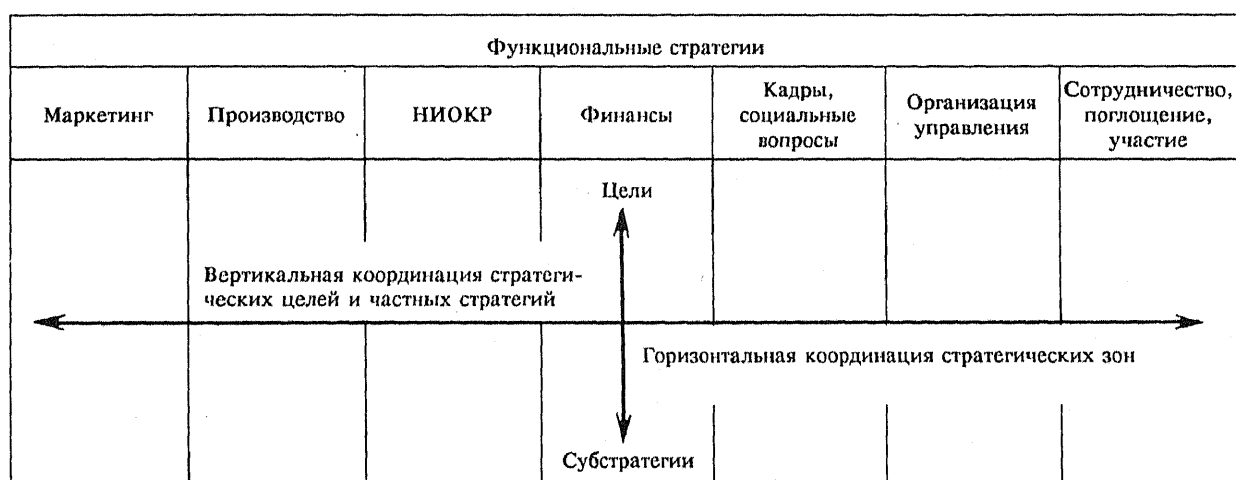 Функциональные стратегии
Маркетинг
Производство
НИОКР
Финансы
Кадры,
социальные
вопросы
Организация
управления
Сотрудничество,
поглощение,
участие
Цели
Вертикальная координация стратеги-
ческих целей и частных стратегий
Горизонтальная координация стратегических зон
Субстратегии